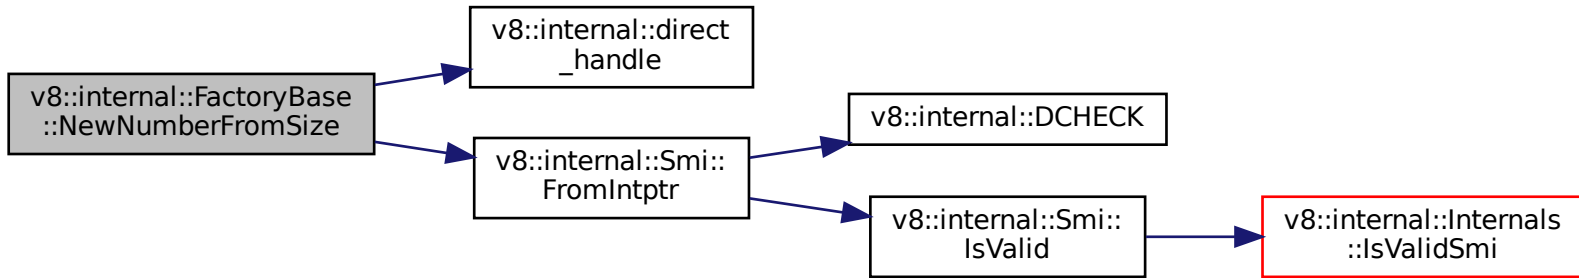 v8::internal::FactoryBase
::NewNumberFromSize
v8::internal::direct
_handle
v8::internal::Smi::
FromIntptr
v8::internal::DCHECK
v8::internal::Smi::
IsValid
v8::internal::Internals
::IsValidSmi